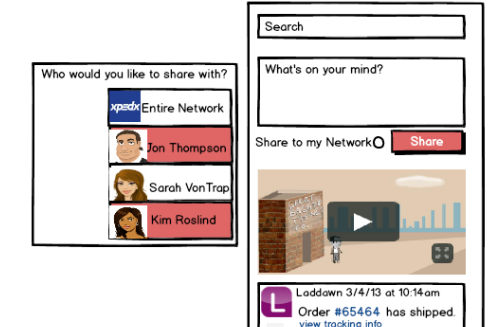 Search
Who would you like to share with?
What's on your mind?
xpedx Entire Network
Jon Thompson
Sarah VonTrap
Kim Roslind
Share to my Network
Share
L
Laddawn 3/4/13 at 10:14am
Order #65464 has shipped.
view tracking info